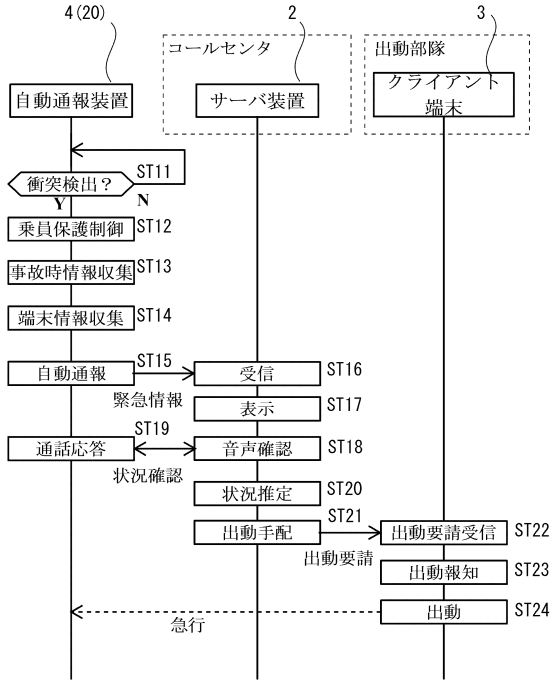 4(20)
2
3
コールセンタ
出動部隊
自動通報装置
サーバ装置
クライアント
端末
衝突検出？
ST11
Y
N
乗員保護制御
ST12
事故時情報収集
ST13
端末情報収集
ST14
自動通報
ST15
受信
ST16
緊急情報
表示
ST17
通話応答
ST19
音声確認
ST18
状況確認
状況推定
ST20
出動手配
ST21
出動要請受信
ST22
出動要請
出動報知
ST23
出動
ST24
急行